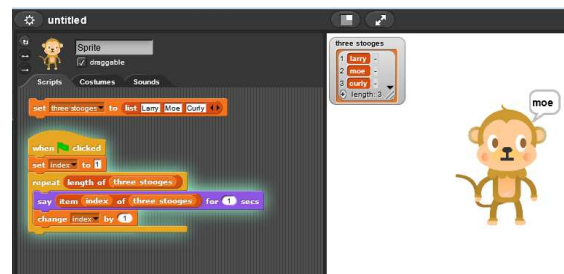 untitled
Sprite
draggable
Scripts Costumes Sounds
set three stooges to list Larry Moe Curly
when clicked
set index to 1
repeat length of three stooges
say item index of three stooges for 1 secs
change index by 1
three stooges
1 larry
2 moe
3 curly
length: 3
moe